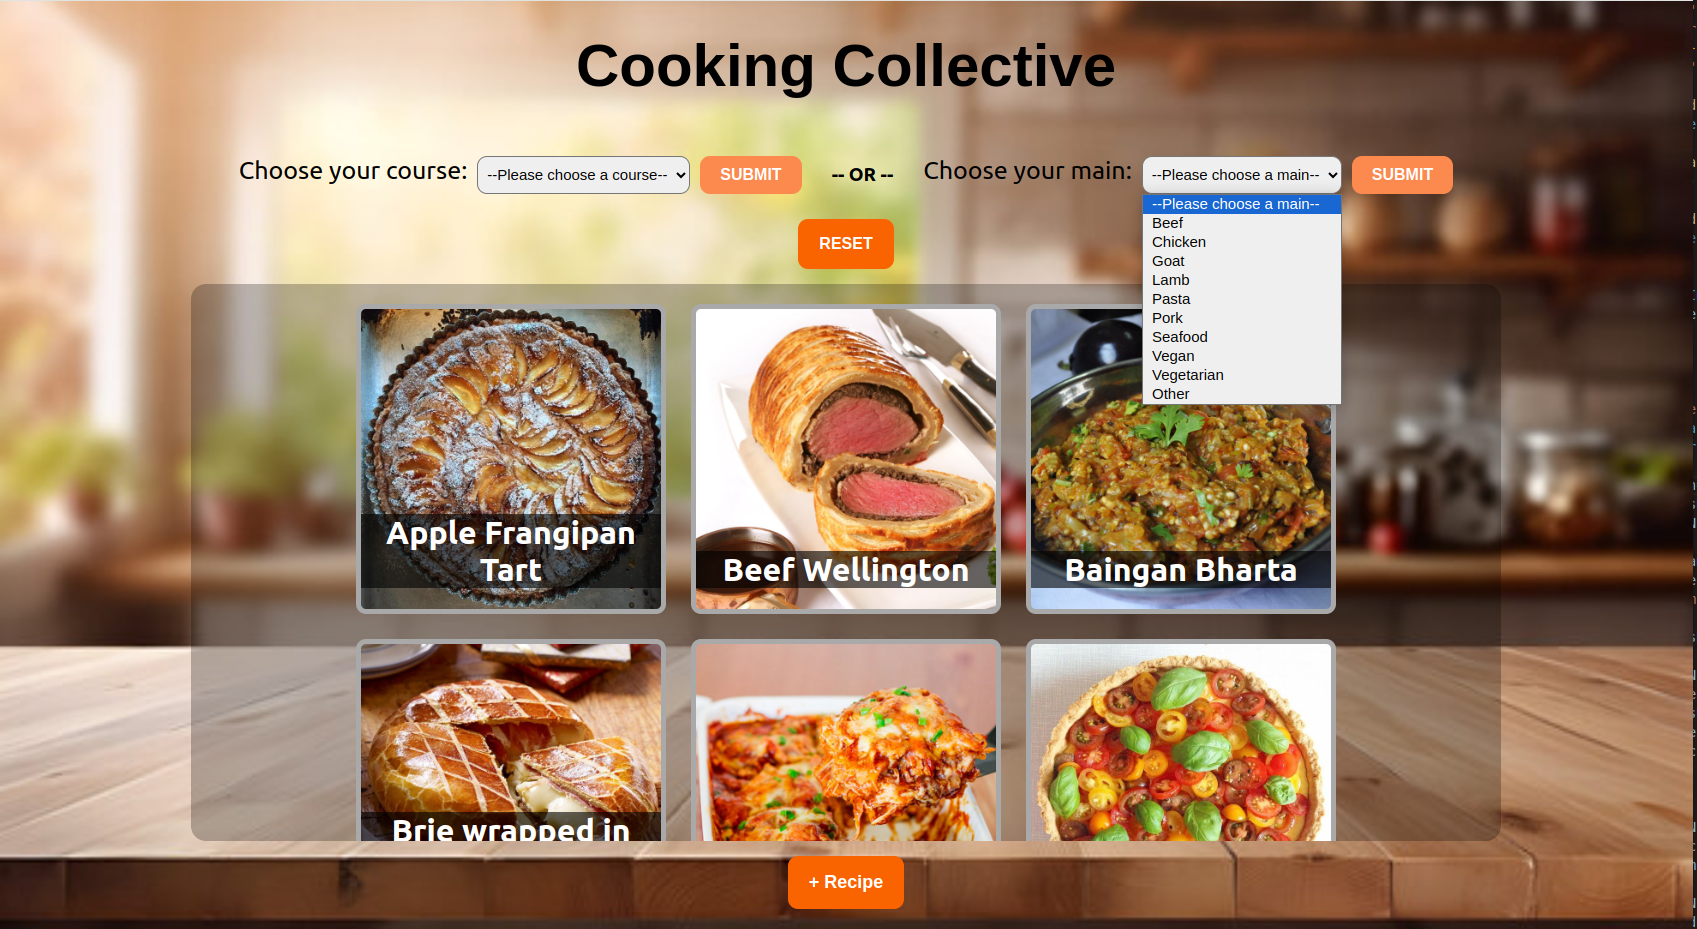 Cooking Collective
Choose your course: --Please choose a course-- SUBMIT -- OR -- Choose your main: --Please choose a main-- SUBMIT
--Please choose a main--
Beef
Chicken
Goat
Lamb
Pasta
Pork
Seafood
Vegan
Vegetarian
Other
RESET
Apple Frangipan
Tart
Beef Wellington
Baingan Bharta
Brie wrapped in
+ Recipe